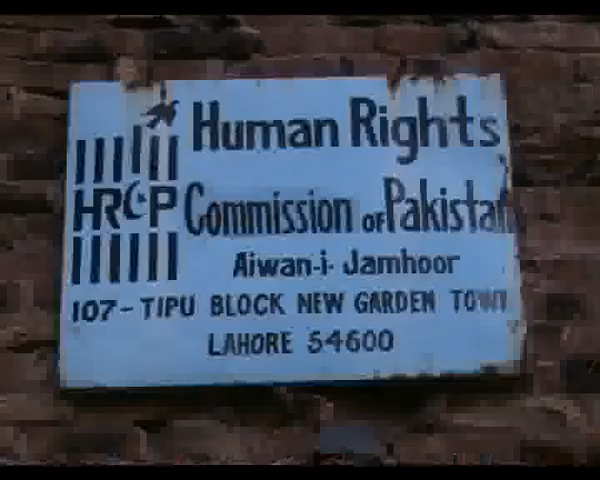 Human Rights
HRCP Commission OF Pakistan
Aiwan-i-Jamhoor
107-TIPU BLOCK NEW GARDEN TOWN
LAHORE 54600